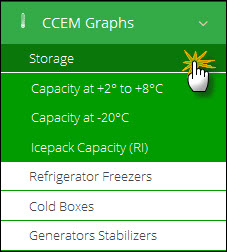 CCEM Graphs
Storage
Capacity at +2° to +8°C
Capacity at -20°C
Icepack Capacity (RI)
Refrigerator Freezers
Cold Boxes
Generators Stabilizers